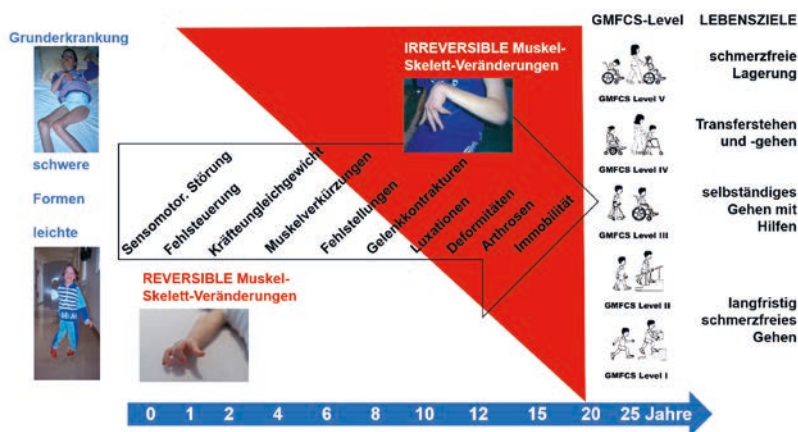 GMFCS-Level
LEBENSZIELE
Grunderkrankung
schwere
Formen
leichte
IRREVERSIBLE Muskel-
Skelett-Veränderungen
Sensomotor. Störung
Fehlsteuerung
Kräfteungleichgewicht
Muskelverkürzungen
Fehlstellungen
Gelenkkontrakturen
Luxationen
Deformitäten
Arthrosen
Immobilität
REVERSIBLE Muskel-
Skelett-Veränderungen
GMFCS Level V
GMFCS Level IV
GMFCS Level III
GMFCS Level II
GMFCS Level I
schmerzfreie
Lagerung
Transferstehen
und -gehen
selbständiges
Gehen mit
Hilfen
langfristig
schmerzfreies
Gehen
0 1 2 4 6 8 10 12 15 20 25 Jahre